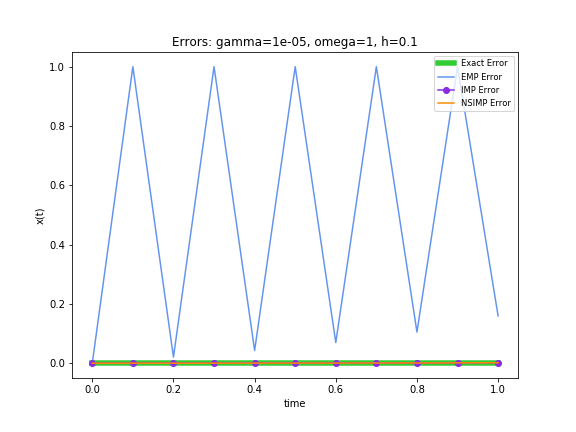 Errors: gamma=1e-05, omega=1, h=0.1
Exact Error
EMP Error
IMP Error
NSIMP Error
1.0
0.8
0.6
0.4
0.2
0.0
x(t)
0.0 0.2 0.4 0.6 0.8 1.0
time